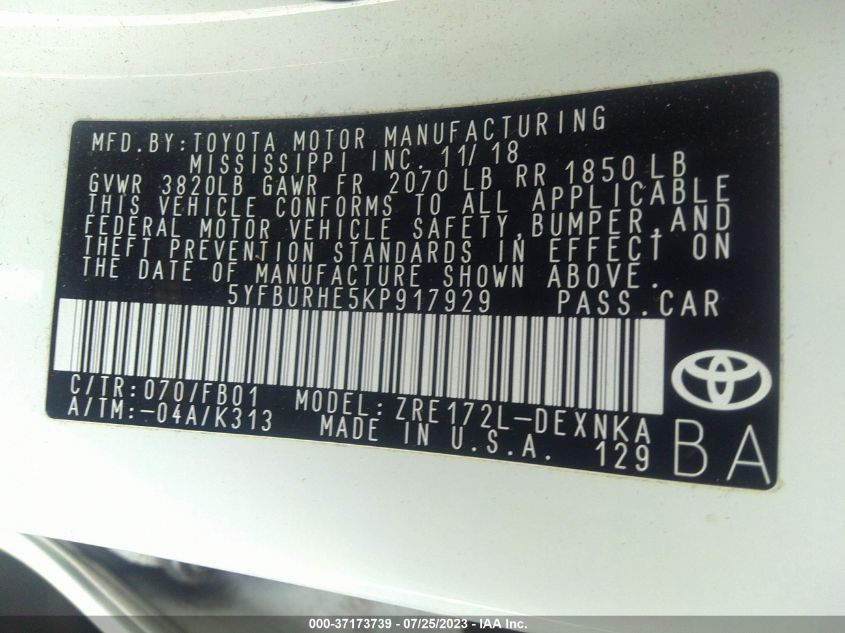 MFD.BY:TOYOTA MOTOR MANUFACTURING
MISSISSIPPI INC. 11/18
GVWR 3820LB GAWR FR 2070 LB RR 1850 LB
THIS VEHICLE CONFORMS TO ALL APPLICABLE
FEDERAL MOTOR VEHICLE SAFETY,BUMPER,AND
THEFT PREVENTION STANDARDS IN EFFECT ON
THE DATE OF MANUFACTURE SHOWN ABOVE.
5YFBURHE5KP917929 PASS.CAR
C/TR:070/FB01 MODEL:ZRE172L-DEXNKA
A/TM:-04A/K313 MADE IN U.S.A. 129
BA
000-37173739 - 07/25/2023 - IAA Inc.